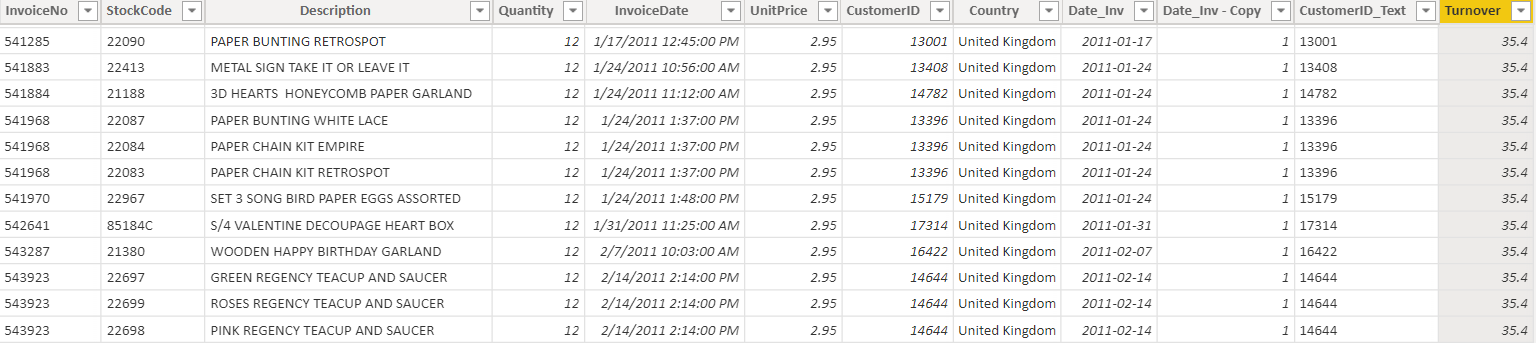 InvoiceNo StockCode Description Quantity InvoiceDate UnitPrice CustomerID Country Date_Inv Date_Inv - Copy CustomerID_Text Turnover
541285 22090 PAPER BUNTING RETROSPOT 12 1/17/2011 12:45:00 PM 2.95 13001 United Kingdom 2011-01-17 1 13001 35.4
541883 22413 METAL SIGN TAKE IT OR LEAVE IT 12 1/24/2011 10:56:00 AM 2.95 13408 United Kingdom 2011-01-24 1 13408 35.4
541884 21188 3D HEARTS  HONEYCOMB PAPER GARLAND 12 1/24/2011 11:12:00 AM 2.95 14782 United Kingdom 2011-01-24 1 14782 35.4
541968 22087 PAPER BUNTING WHITE LACE 12 1/24/2011 1:37:00 PM 2.95 13396 United Kingdom 2011-01-24 1 13396 35.4
541968 22084 PAPER CHAIN KIT EMPIRE 12 1/24/2011 1:37:00 PM 2.95 13396 United Kingdom 2011-01-24 1 13396 35.4
541968 22083 PAPER CHAIN KIT RETROSPOT 12 1/24/2011 1:37:00 PM 2.95 13396 United Kingdom 2011-01-24 1 13396 35.4
541970 22967 SET 3 SONG BIRD PAPER EGGS ASSORTED 12 1/24/2011 1:48:00 PM 2.95 15179 United Kingdom 2011-01-24 1 15179 35.4
542641 85184C S/4 VALENTINE DECOUPAGE HEART BOX 12 1/31/2011 11:25:00 AM 2.95 17314 United Kingdom 2011-01-31 1 17314 35.4
543287 21380 WOODEN HAPPY BIRTHDAY GARLAND 12 2/7/2011 10:03:00 AM 2.95 16422 United Kingdom 2011-02-07 1 16422 35.4
543923 22697 GREEN REGENCY TEACUP AND SAUCER 12 2/14/2011 2:14:00 PM 2.95 14644 United Kingdom 2011-02-14 1 14644 35.4
543923 22699 ROSES REGENCY TEACUP AND SAUCER 12 2/14/2011 2:14:00 PM 2.95 14644 United Kingdom 2011-02-14 1 14644 35.4
543923 22698 PINK REGENCY TEACUP AND SAUCER 12 2/14/2011 2:14:00 PM 2.95 14644 United Kingdom 2011-02-14 1 14644 35.4